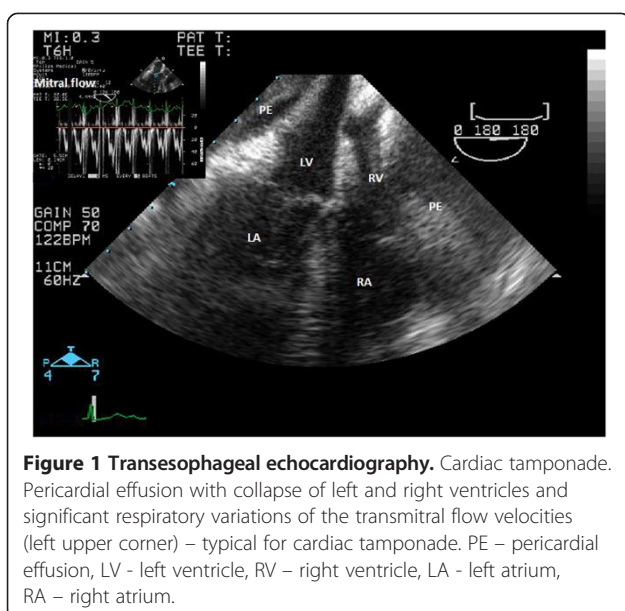 MI:0.3
T6H
PAT T:
TEE T:
Mitral flow
PE
LV
RV
PE
LA
RA
0 180 180
GAIN 50
COMP 70
122BPM
11CM
60HZ
P
T
R
4
7
Figure 1 Transesophageal echocardiography. Cardiac tamponade.
Pericardial effusion with collapse of left and right ventricles and
significant respiratory variations of the transmitral flow velocities
(left upper corner) – typical for cardiac tamponade. PE – pericardial
effusion, LV - left ventricle, RV – right ventricle, LA - left atrium,
RA – right atrium.